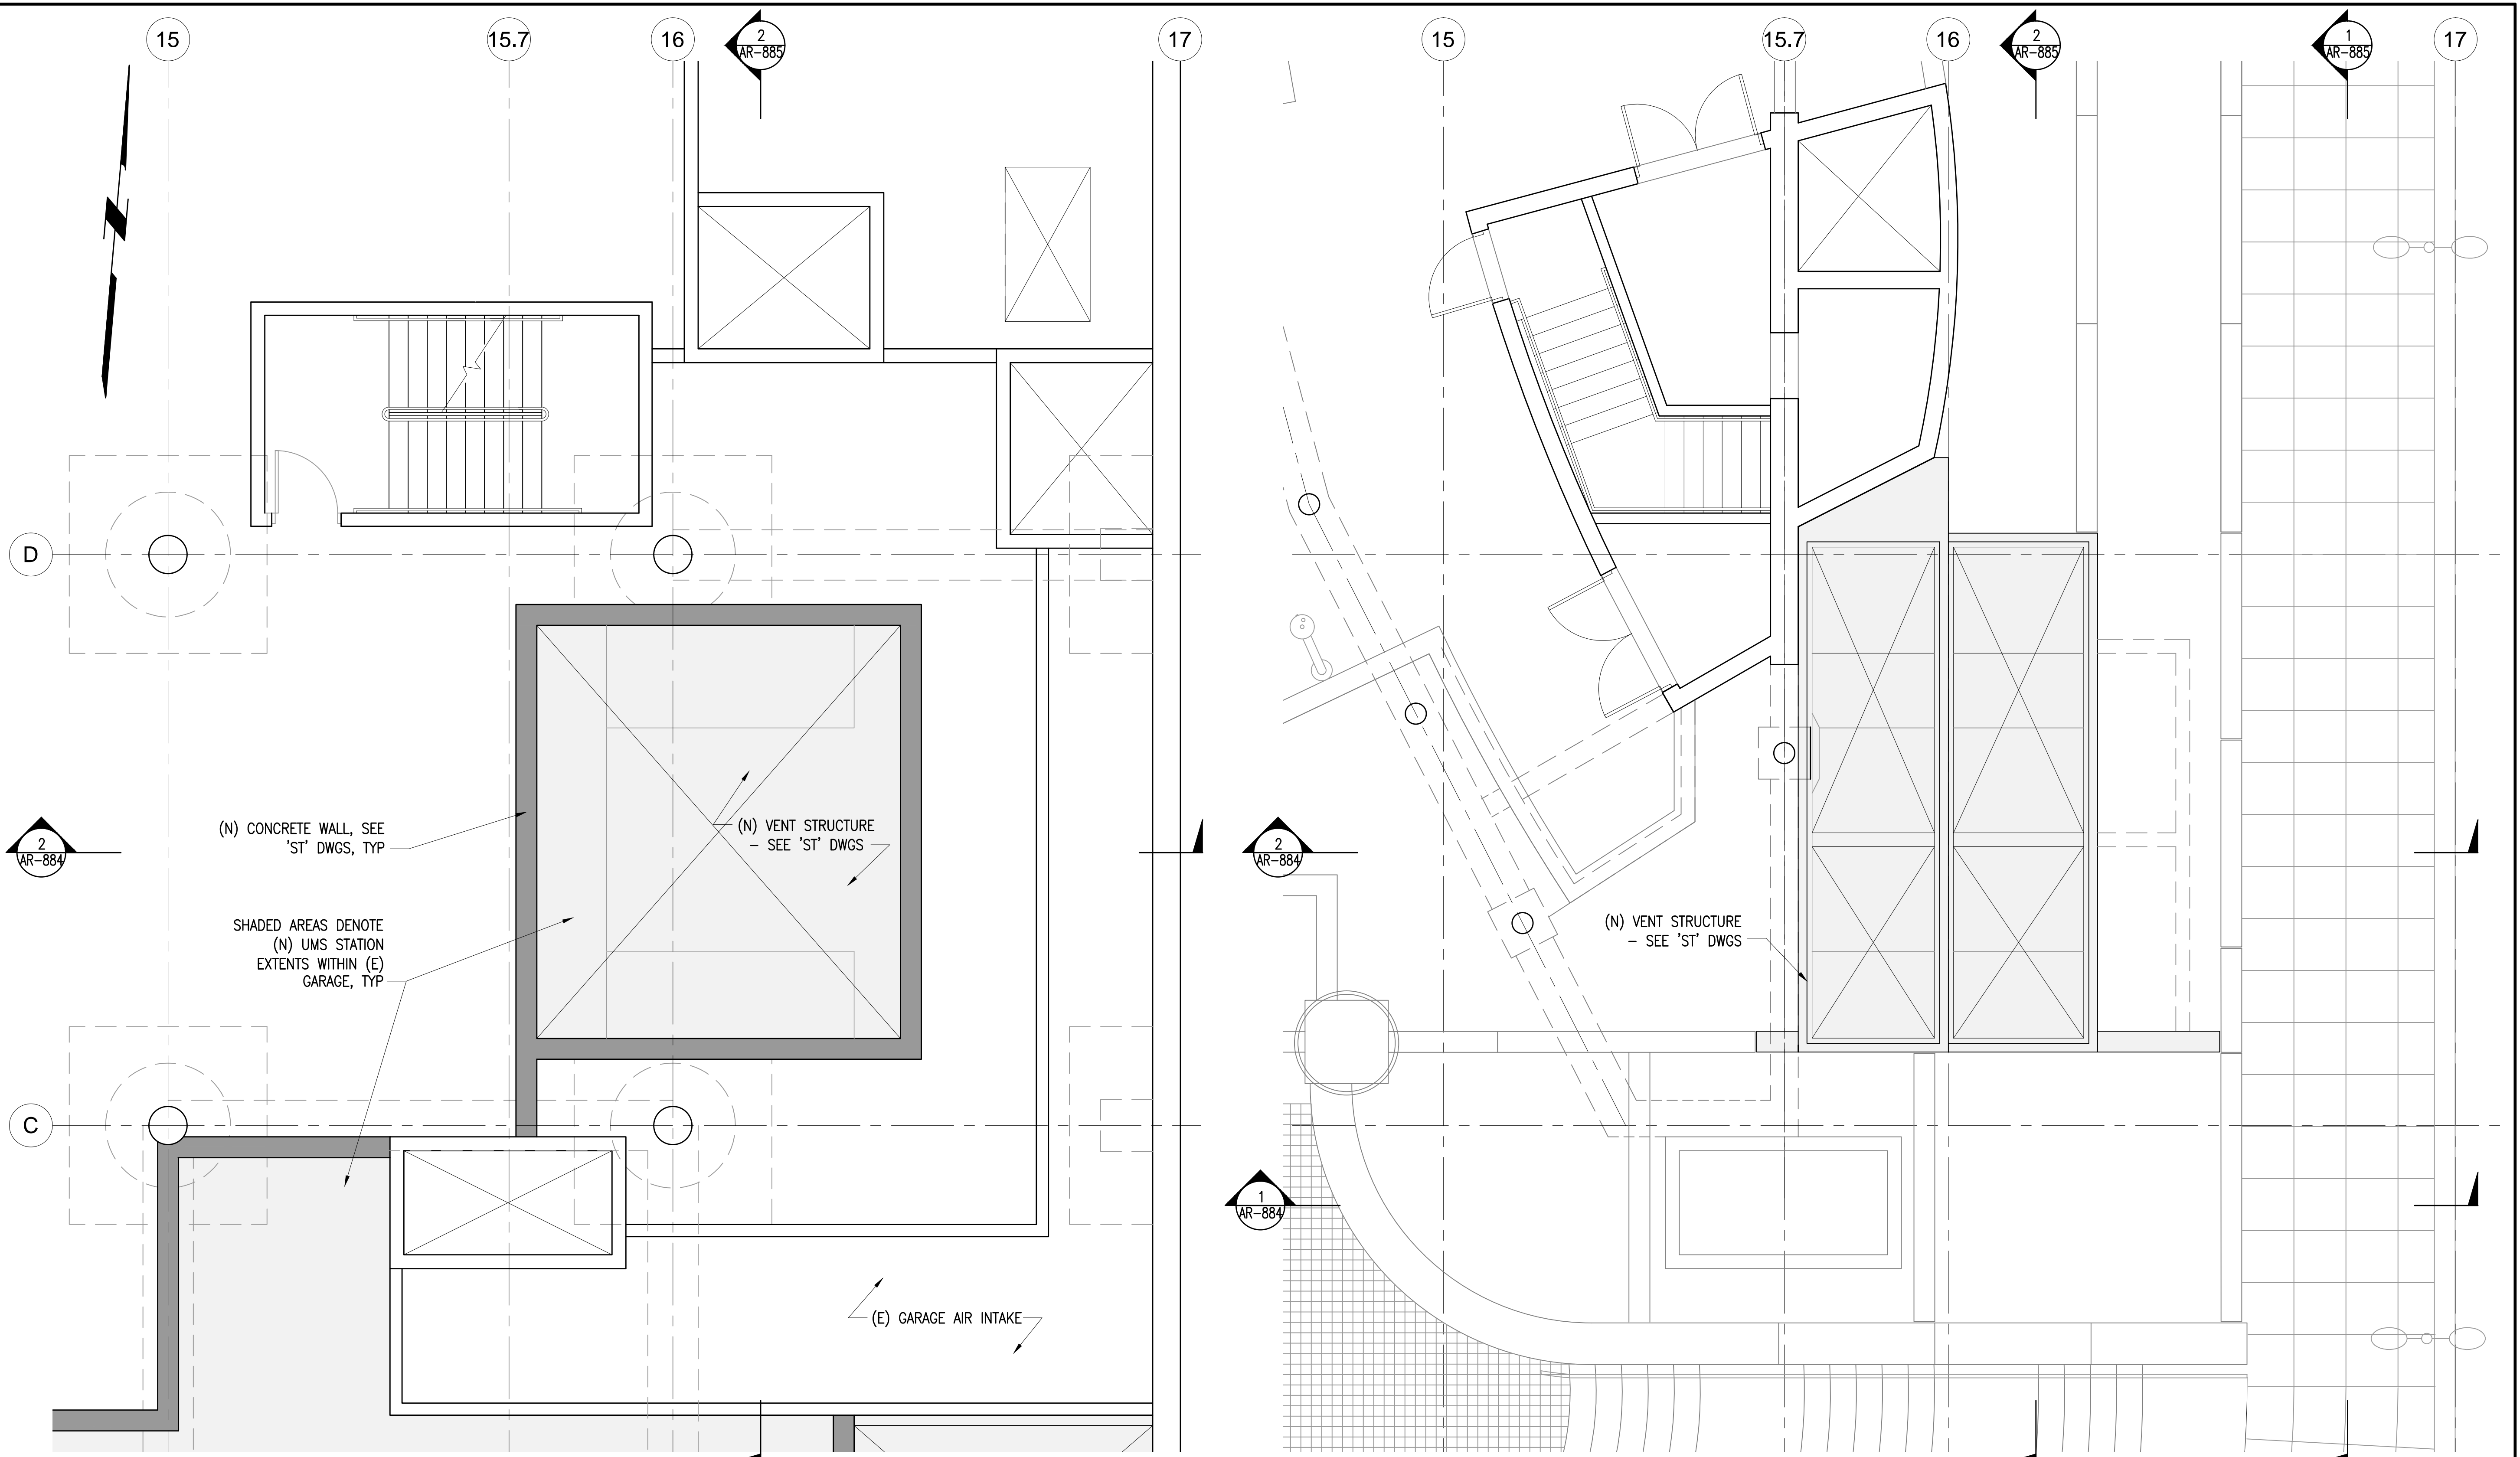 15
15.7
16
2
AR-885
17
15
15.7
16
2
AR-885
1
AR-885
17
D
(N) CONCRETE WALL, SEE
'ST' DWGS, TYP
(N) VENT STRUCTURE
– SEE 'ST' DWGS
2
AR-884
2
AR-884
SHADED AREAS DENOTE
(N) UMS STATION
EXTENTS WITHIN (E)
GARAGE, TYP
(N) VENT STRUCTURE
– SEE 'ST' DWGS
C
1
AR-884
(E) GARAGE AIR INTAKE